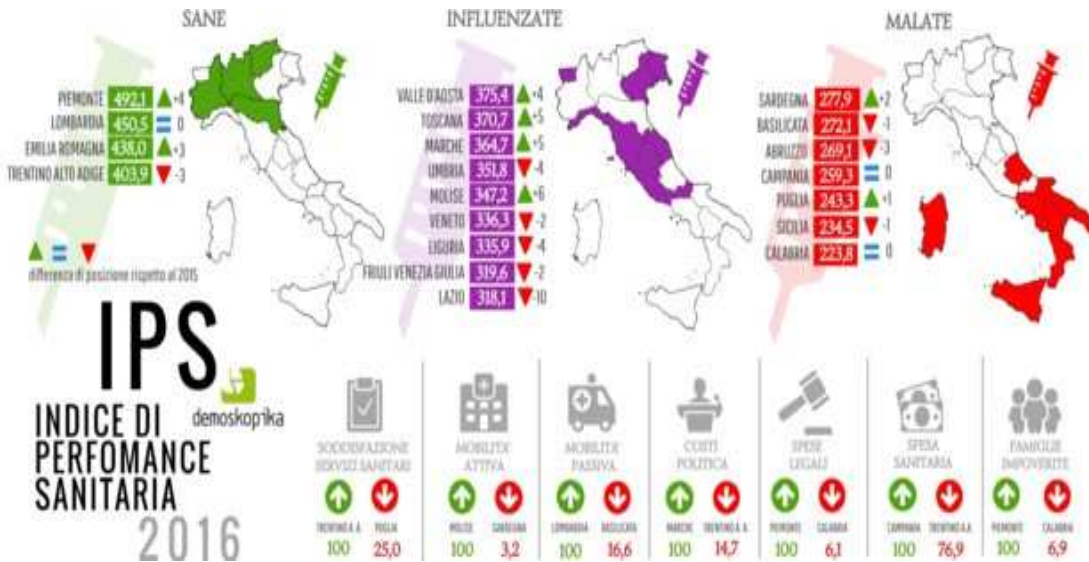 SANE
PIEMONTE 492,1 +4
LOMBARDIA 450,5 0
EMILIA ROMAGNA 438,0 +3
TRENTINO ALTO ADIGE 403,9 -3
differenza di posizione rispetto al 2015
INFLUENZATE
VALLE D'AOSTA 375,4 +4
TOSCANA 370,7 +5
MARCHE 364,7 +5
UMBRIA 351,8 -4
MOLISE 347,2 +6
VENETO 336,3 -2
LIGURIA 335,9 -4
FRIULI VENEZIA GIULIA 319,6 -2
LAZIO 318,1 -10
MALATE
SARDEGNA 277,9 +2
BASILICATA 272,1 -1
ABRUZZO 269,1 -3
CAMPANIA 259,3 0
PUGLIA 243,3 +1
SICILIA 234,5 -1
CALABRIA 223,8 0
IPS
demoskopika
INDICE DI
PERFOMANCE
SANITARIA
2016
SODDISFAZIONE
SERVIZI SANITARI
TRENTINO A. A. PUGLIA
100 25,0
MOBILITA'
ATTIVA
MOLISE SARDEGNA
100 3,2
MOBILITA'
PASSIVA
LOMBARDIA BASILICATA
100 16,6
COSTI
POLITICA
MARCHE TRENTINO A. A.
100 14,7
SPESE
LEGALI
PIEMONTE CALABRIA
100 6,1
SPESA
SANITARIA
CAMPANIA TRENTINO A.A.
100 76,9
FAMIGLIE
IMPOVERITE
PIEMONTE CALABRIA
100 6,9